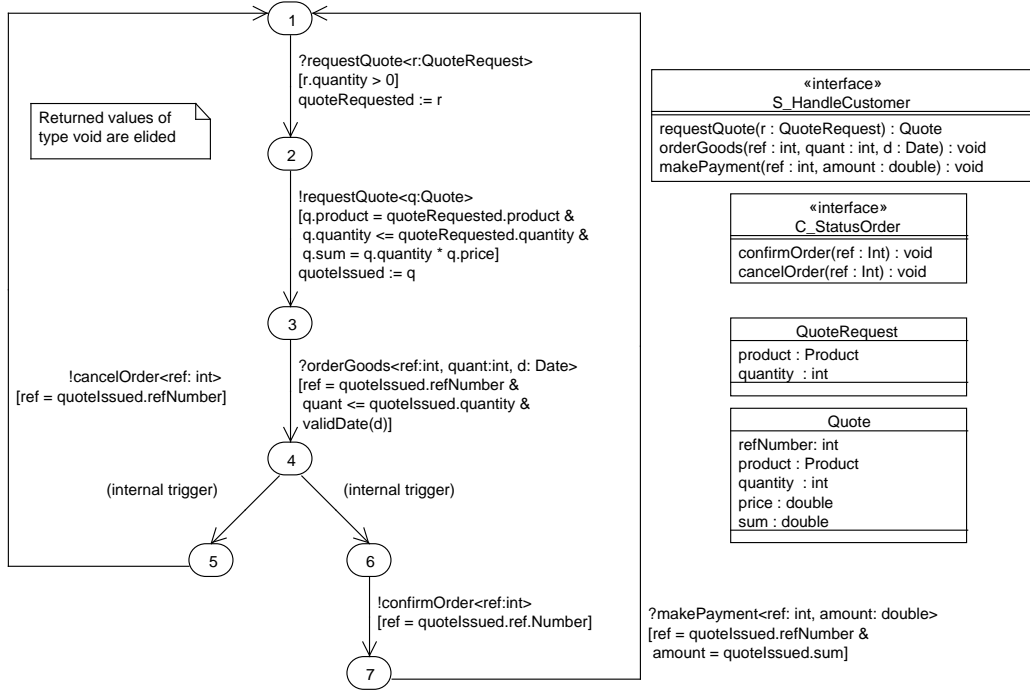 1
?requestQuote<r:QuoteRequest>
[r.quantity > 0]
quoteRequested := r
Returned values of
type void are elided
2
!requestQuote<q:Quote>
[q.product = quoteRequested.product &
q.quantity <= quoteRequested.quantity &
q.sum = q.quantity * q.price]
quoteIssued := q
3
?orderGoods<ref:int, quant:int, d: Date>
[ref = quoteIssued.refNumber &
quant <= quoteIssued.quantity &
validDate(d)]
!cancelOrder<ref: int>
[ref = quoteIssued.refNumber]
4
(internal trigger)
(internal trigger)
5
6
!confirmOrder<ref:int>
[ref = quoteIssued.ref.Number]
7
?makePayment<ref: int, amount: double>
[ref = quoteIssued.refNumber &
amount = quoteIssued.sum]
«interface»
S_HandleCustomer
requestQuote(r : QuoteRequest) : Quote
orderGoods(ref : int, quant : int, d : Date) : void
makePayment(ref : int, amount : double) : void
«interface»
C_StatusOrder
confirmOrder(ref : Int) : void
cancelOrder(ref : Int) : void
QuoteRequest
product : Product
quantity : int
Quote
refNumber: int
product : Product
quantity : int
price : double
sum : double